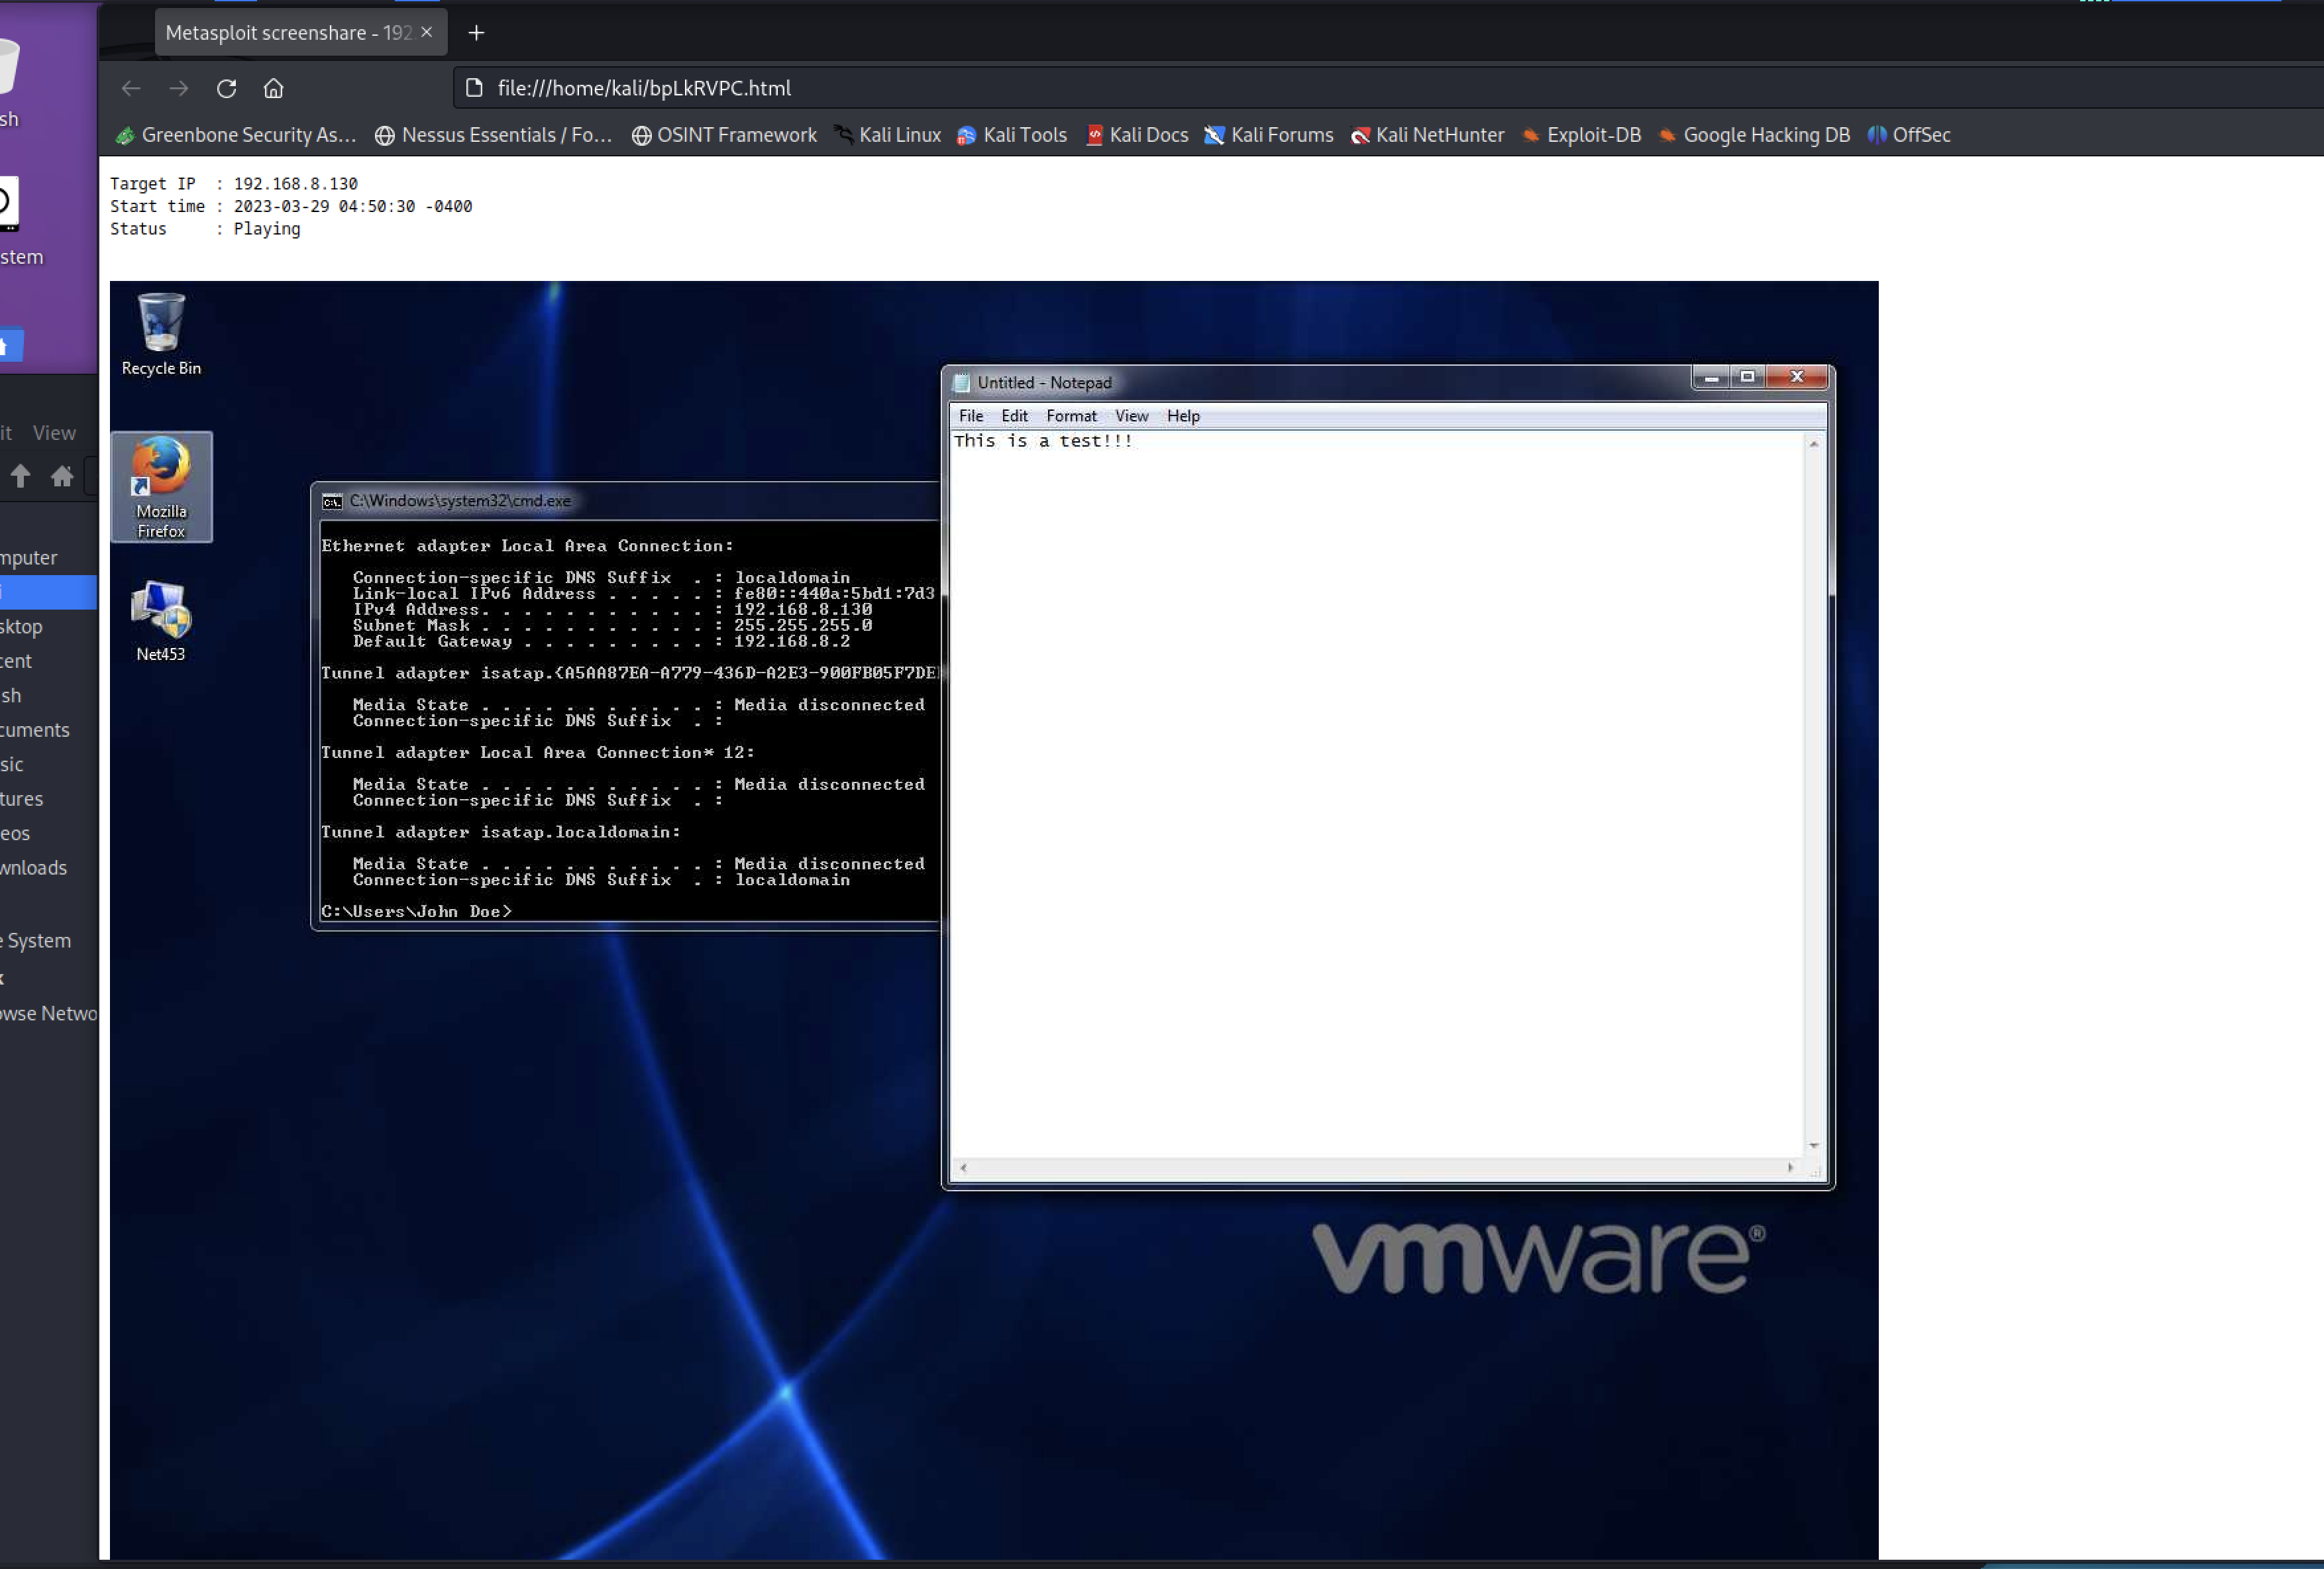 Metasploit screenshare - 192
file:///home/kali/bpLkRVPC.html
Greenbone Security As… Nessus Essentials / Fo… OSINT Framework Kali Linux Kali Tools Kali Docs Kali Forums Kali NetHunter Exploit-DB Google Hacking DB OffSec
sh
stem
it View
mputer
i
sktop
cent
sh
cuments
sic
tures
eos
wnloads
e System
k
owse Netwo
Target IP : 192.168.8.130
Start time : 2023-03-29 04:50:30 -0400
Status : Playing
Recycle Bin
Mozilla
Firefox
Net453
C:\Windows\system32\cmd.exe
Ethernet adapter Local Area Connection:
Connection-specific DNS Suffix . : localdomain
Link-local IPv6 Address . . . . . : fe80::440a:5bd1:7d3
IPv4 Address. . . . . . . . . . . : 192.168.8.130
Subnet Mask . . . . . . . . . . . : 255.255.255.0
Default Gateway . . . . . . . . . : 192.168.8.2
Tunnel adapter isatap.{A5AA87EA-A779-436D-A2E3-900FB05F7DE
Media State . . . . . . . . . . . : Media disconnected
Connection-specific DNS Suffix . :
Tunnel adapter Local Area Connection* 12:
Media State . . . . . . . . . . . : Media disconnected
Connection-specific DNS Suffix . :
Tunnel adapter isatap.localdomain:
Media State . . . . . . . . . . . : Media disconnected
Connection-specific DNS Suffix . : localdomain
C:\Users\John Doe>
Untitled - Notepad
File Edit Format View Help
This is a test!!!
vmware®